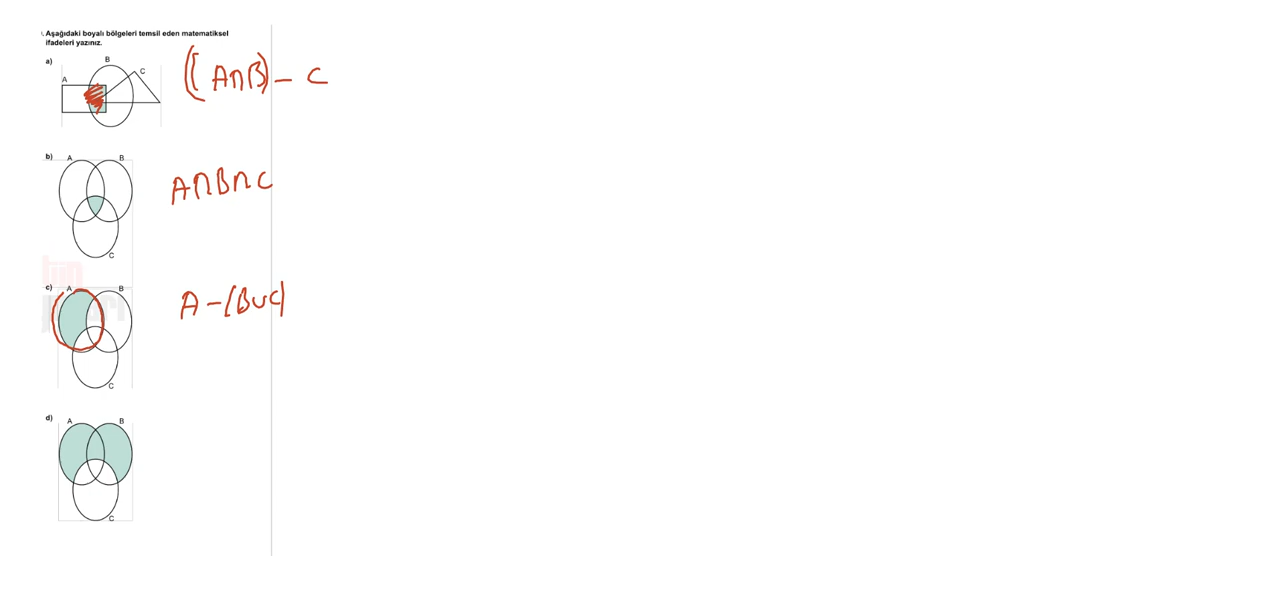 . Aşağıdaki boyalı bölgeleri temsil eden matematiksel
ifadeleri yazınız.
a)
A
B
C
((A∩B) - C
b)
A
B
C
A∩B∩C
c)
A
B
C
A-(B∪C)
d)
A
B
C